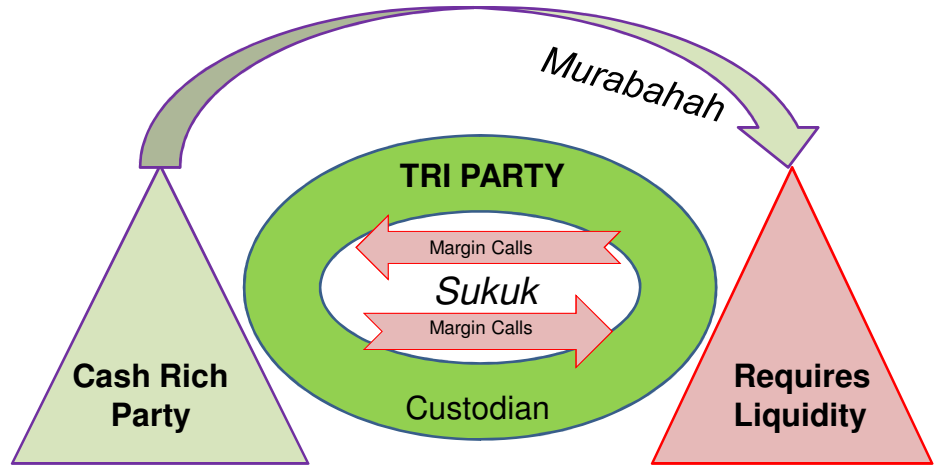 Murabahah
TRI PARTY
Margin Calls
Sukuk
Margin Calls
Custodian
Cash Rich
Party
Requires
Liquidity